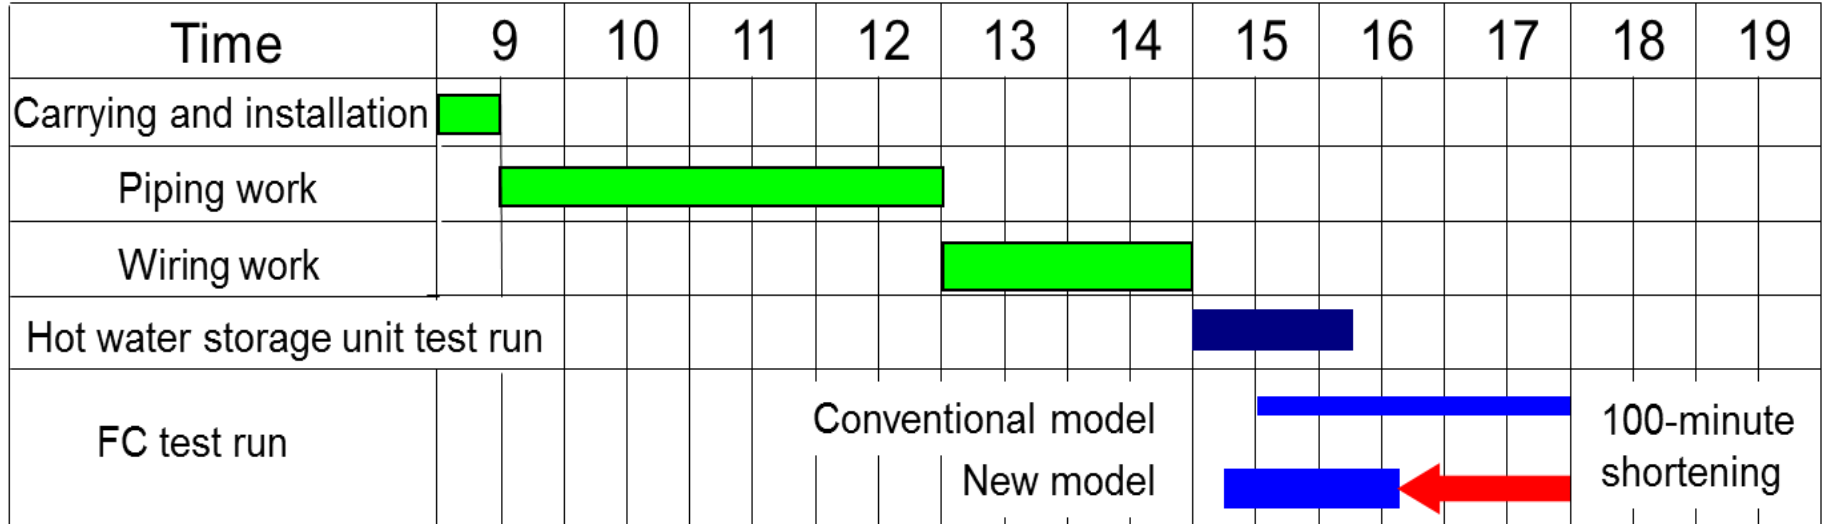 Time 9 10 11 12 13 14 15 16 17 18 19
Carrying and installation
Piping work
Wiring work
Hot water storage unit test run
FC test run
Conventional model
New model
100-minute
shortening